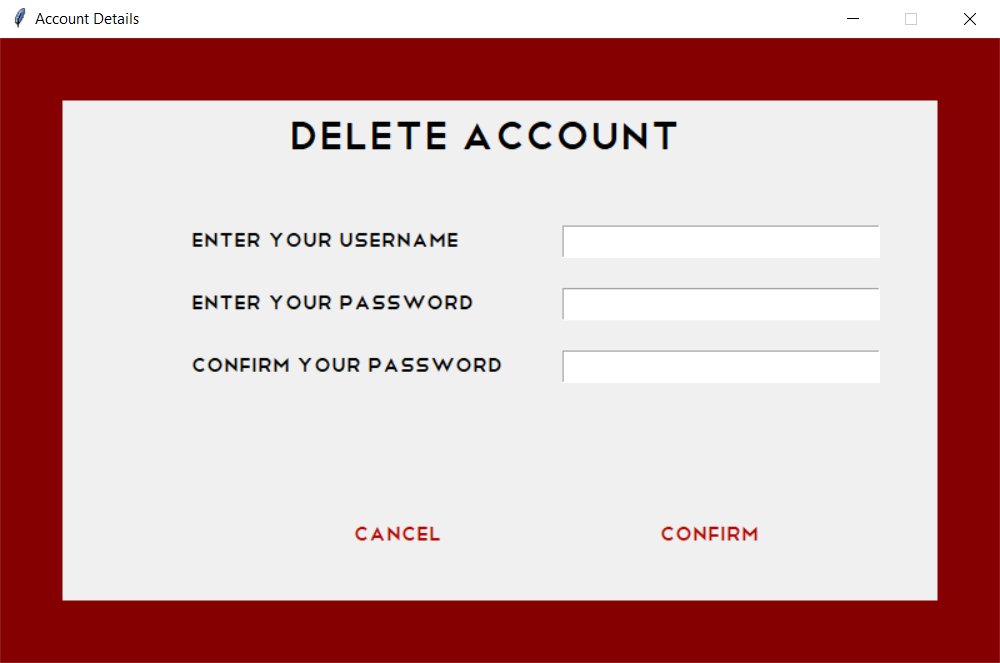 Account Details
DELETE ACCOUNT
ENTER YOUR USERNAME
ENTER YOUR PASSWORD
CONFIRM YOUR PASSWORD
CANCEL CONFIRM